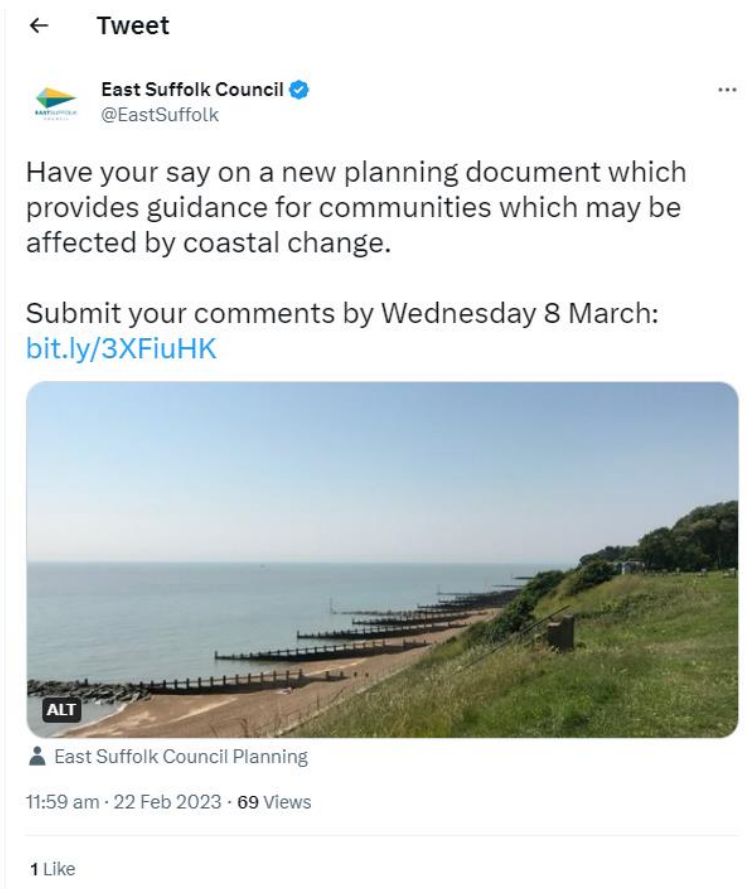 ← Tweet
East Suffolk Council
EASTSUFFOLK
COUNCIL
@EastSuffolk
Have your say on a new planning document which
provides guidance for communities which may be
affected by coastal change.
Submit your comments by Wednesday 8 March:
bit.ly/3XFiuHK
ALT
East Suffolk Council Planning
11:59 am · 22 Feb 2023 · 69 Views
1 Like